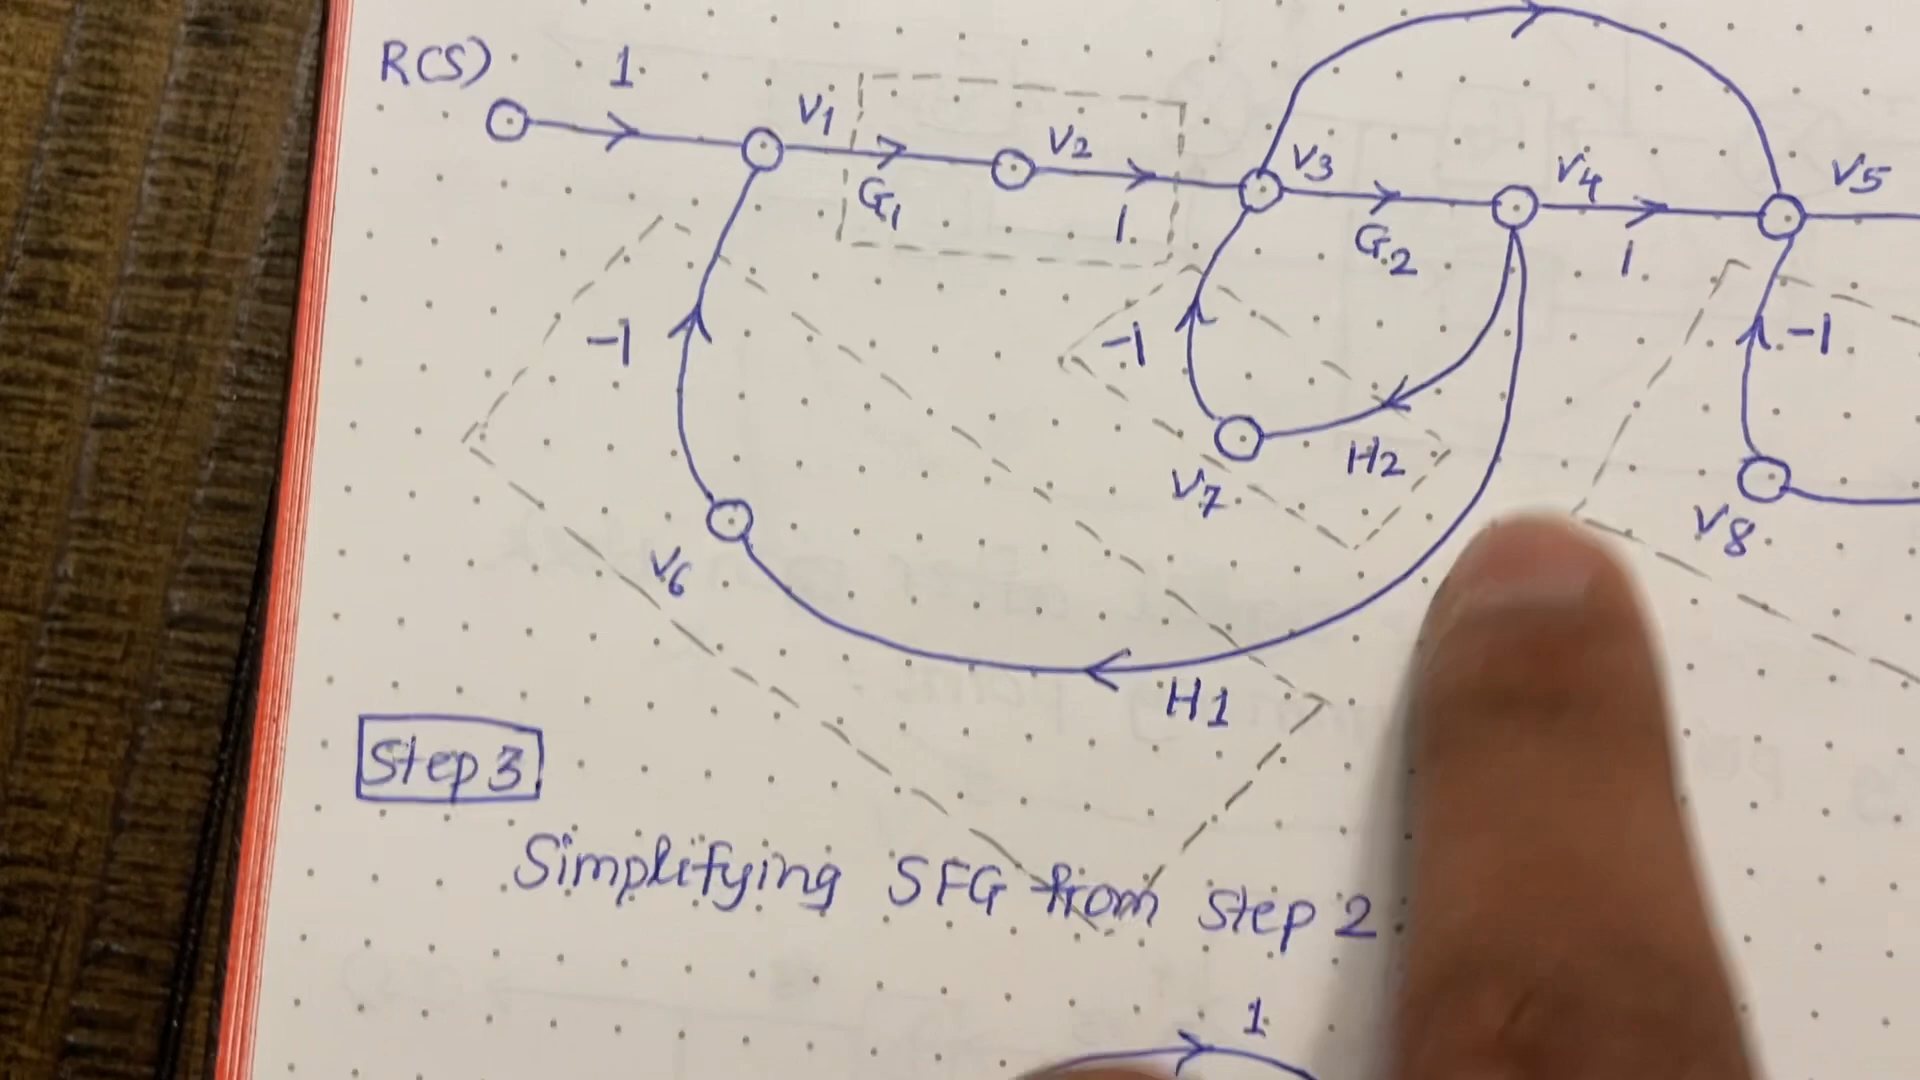 R(S) 1 V1 V2 V3 V4 V5
G1 1 G2 1
-1 -1 -1
H2
V7 V8
V6
H1
Step 3
Simplifying SFG from Step 2
1